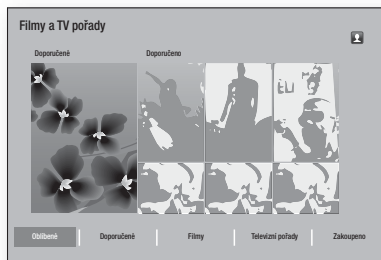 Filmy a TV pořady
Doporučené Doporučeno
Oblíbené Doporučené Filmy Televizní pořady Zakoupeno